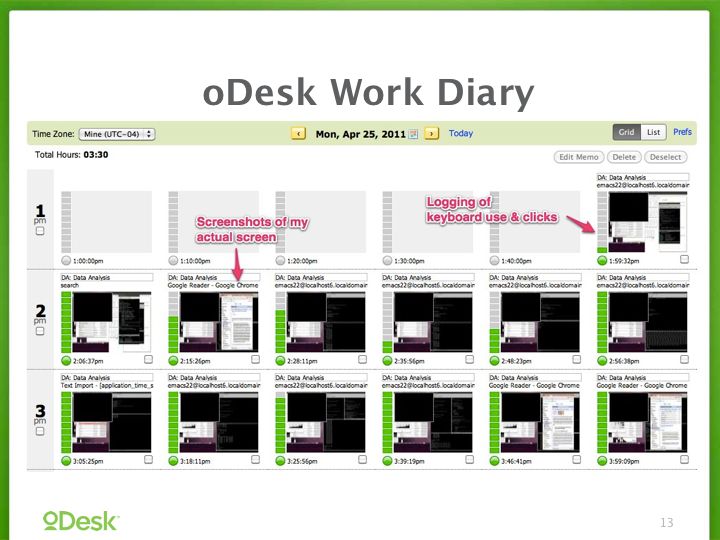 oDesk Work Diary
Time Zone: Mine (UTC-04)
‹ Mon, Apr 25, 2011 › Today
Grid List Prefs
Total Hours: 03:30
Edit Memo Delete Deselect
DA: Data Analysis
emacs22@localhost6.localdomain
1 pm
Screenshots of my
actual screen
Logging of
keyboard use & clicks
1:00:00pm 1:10:00pm 1:20:00pm 1:30:00pm 1:40:00pm 1:59:32pm
DA: Data Analysis DA: Data Analysis DA: Data Analysis DA: Data Analysis DA: Data Analysis DA: Data Analysis
search Google Reader - Google Chrome emacs22@localhost6.localdomain emacs22@localhost6.localdomain emacs22@localhost6.localdomain emacs22@localhost6.localdomain
2 pm
2:06:37pm 2:15:26pm 2:28:11pm 2:35:56pm 2:48:23pm 2:56:38pm
DA: Data Analysis DA: Data Analysis DA: Data Analysis DA: Data Analysis DA: Data Analysis DA: Data Analysis
Test Import - [application_time_s emacs22@localhost6.localdomain emacs22@localhost6.localdomain emacs22@localhost6.localdomain Google Reader - Google Chrome Google Reader - Google Chrome
3 pm
3:05:25pm 3:18:11pm 3:25:56pm 3:39:19pm 3:46:41pm 3:59:09pm
oDesk
13